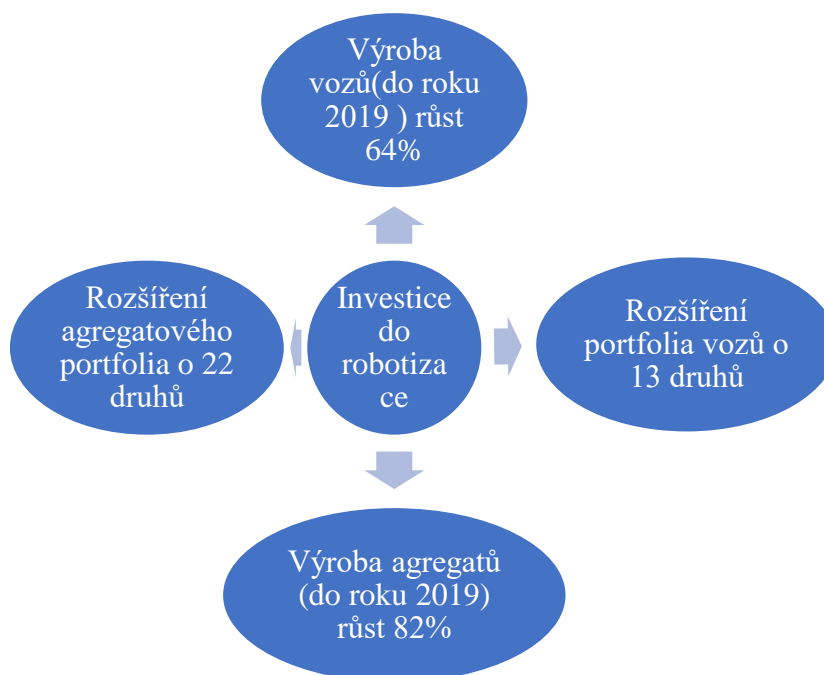 Výroba
vozů(do roku
2019 ) růst
64%
Rozšíření
agregatového
portfolia o 22
druhů
Investice
do
robotiza
ce
Rozšíření
portfolia vozů o
13 druhů
Výroba agregatů
(do roku 2019)
růst 82%